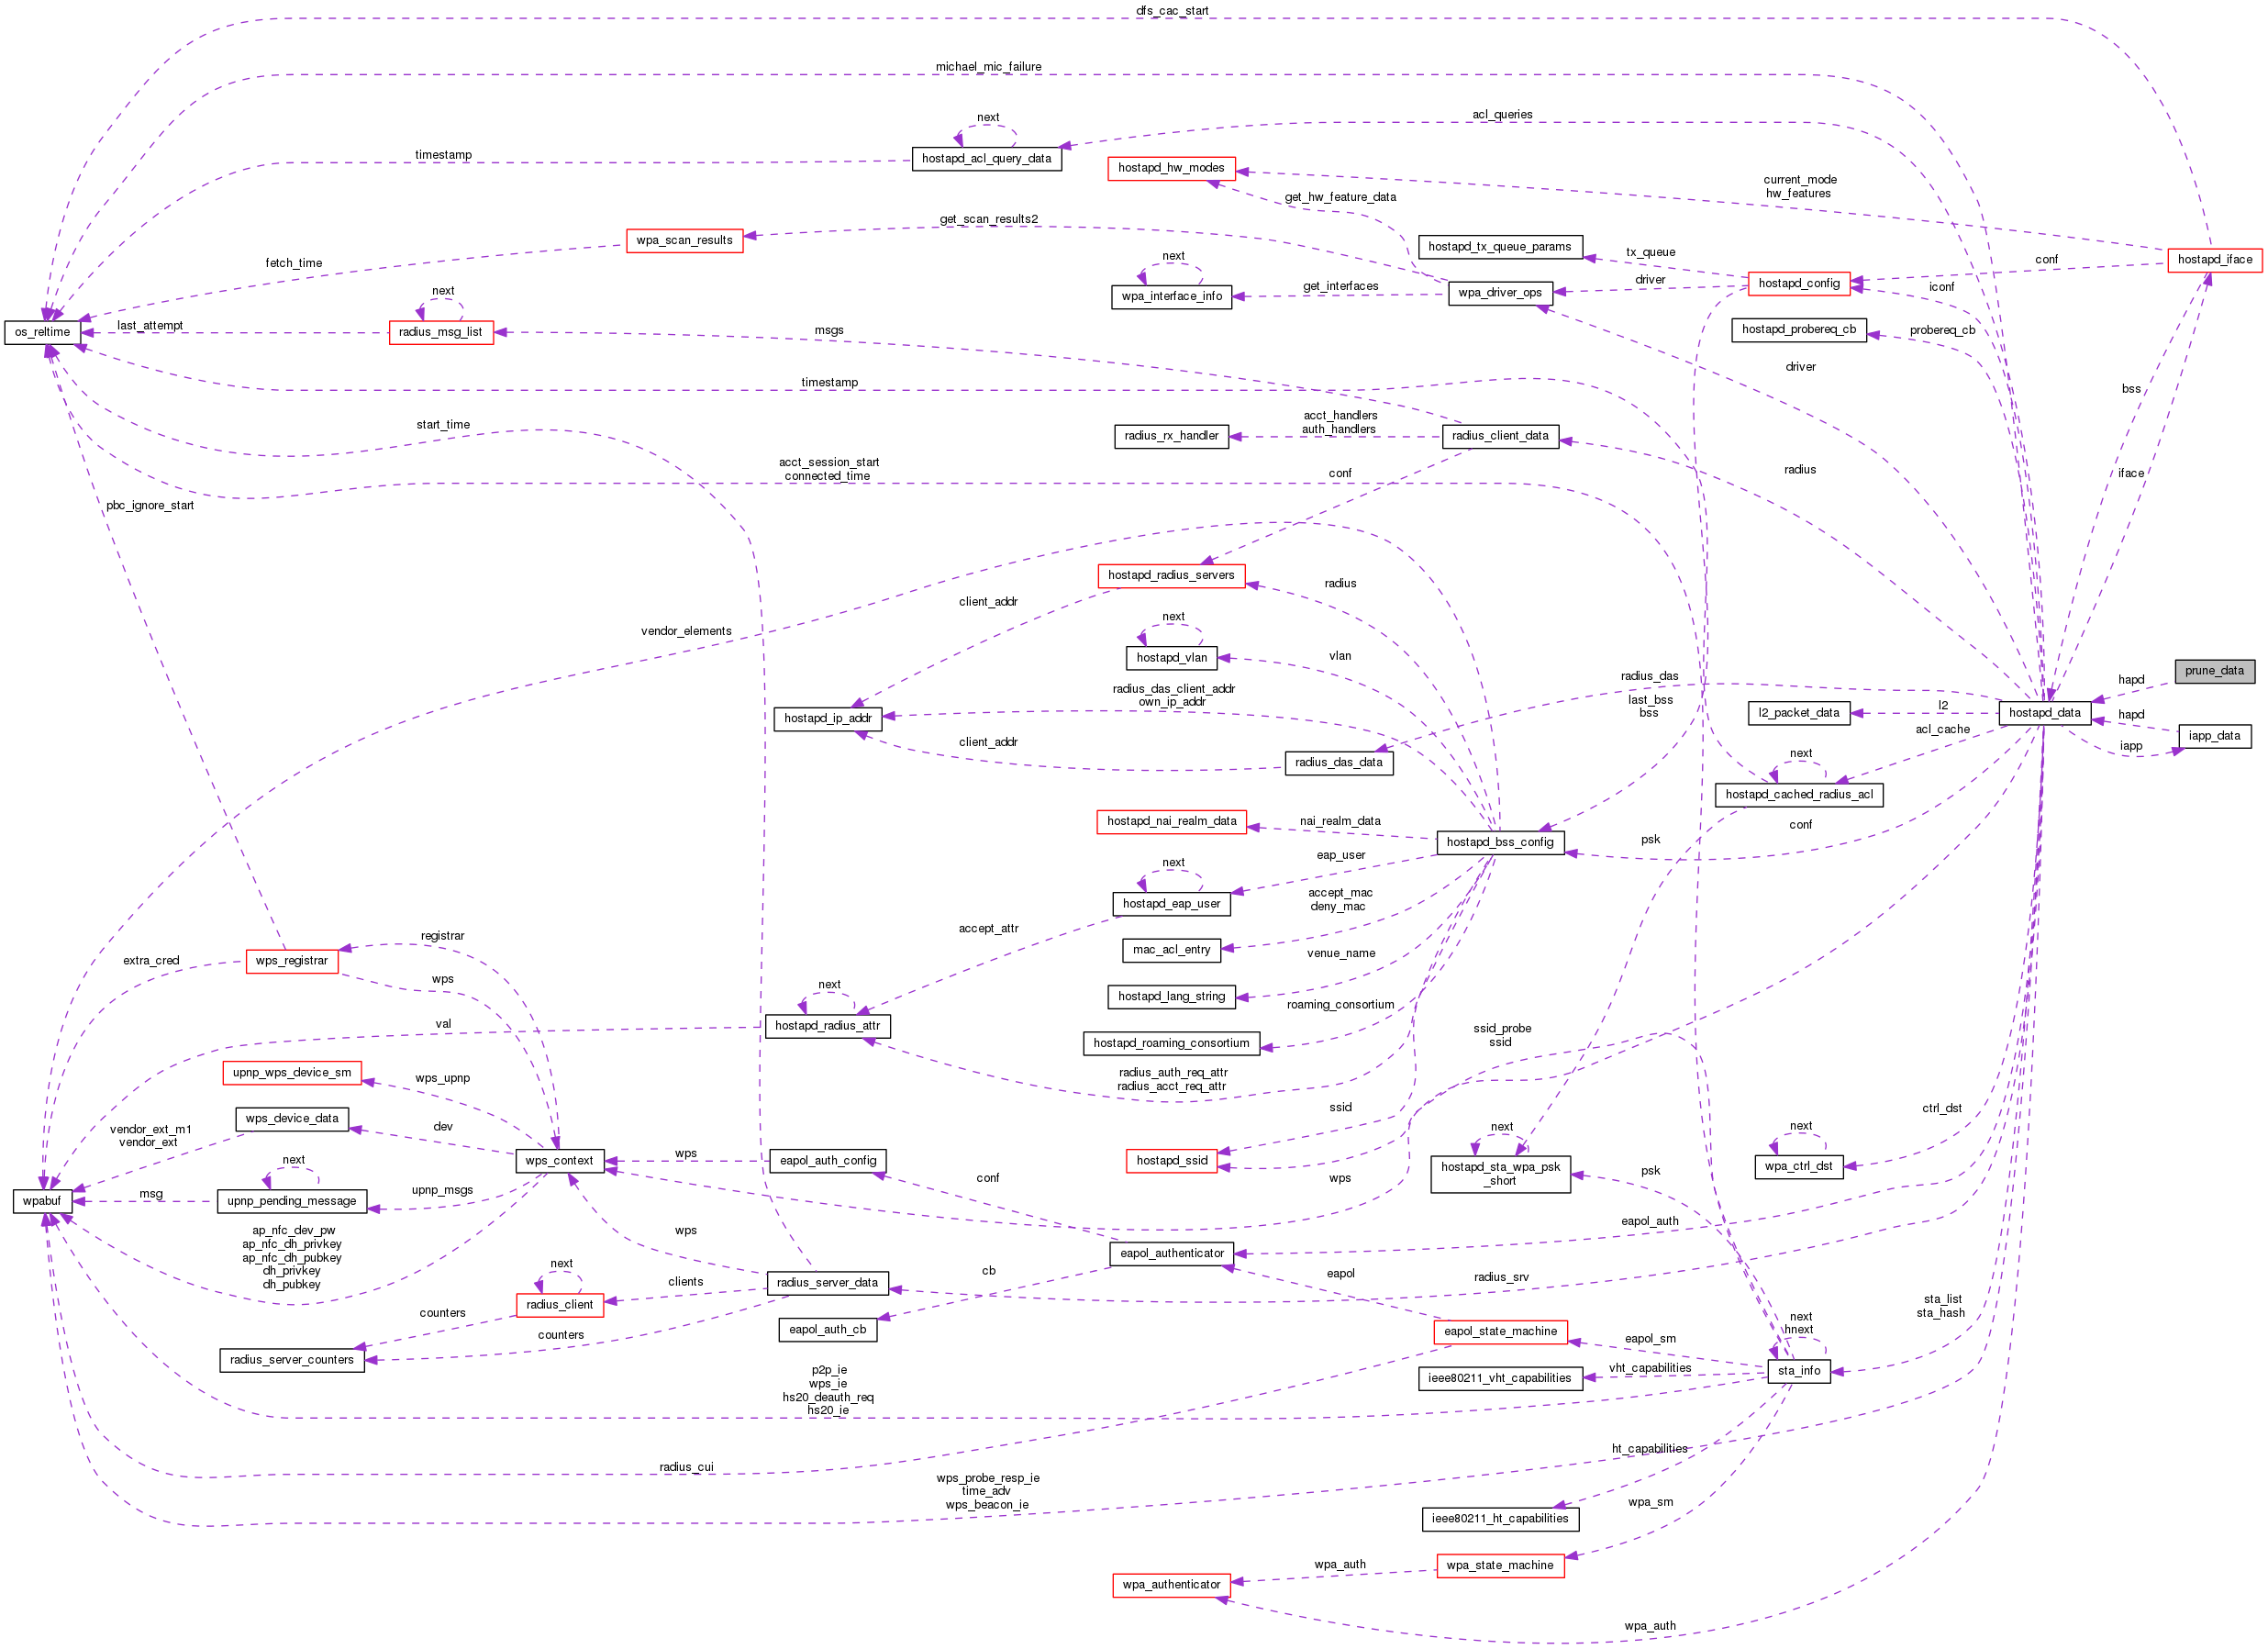 dfs_cac_start
michael_mic_failure
next
acl_queries
timestamp
hostapd_acl_query_data
hostapd_hw_modes
current_mode
hw_features
get_hw_feature_data
get_scan_results2
wpa_scan_results
hostapd_tx_queue_params
tx_queue
fetch_time
next
conf
hostapd_iface
get_interfaces
driver
hostapd_config
iconf
wpa_interface_info
wpa_driver_ops
next
os_reltime
last_attempt
radius_msg_list
msgs
hostapd_probereq_cb
probereq_cb
timestamp
driver
bss
start_time
acct_handlers
auth_handlers
radius_rx_handler
radius_client_data
acct_session_start
connected_time
conf
radius
iface
pbc_ignore_start
hostapd_radius_servers
radius
client_addr
next
vendor_elements
hostapd_vlan
vlan
prune_data
radius_das
hapd
radius_das_client_addr
own_ip_addr
last_bss
bss
hostapd_ip_addr
l2_packet_data
l2
hostapd_data
hapd
client_addr
acl_cache
iapp_data
iapp
radius_das_data
next
hostapd_cached_radius_acl
hostapd_nai_realm_data
nai_realm_data
conf
hostapd_bss_config
psk
eap_user
next
accept_mac
deny_mac
hostapd_eap_user
registrar
accept_attr
mac_acl_entry
venue_name
extra_cred
wps_registrar
wps
next
hostapd_lang_string
roaming_consortium
val
hostapd_radius_attr
ssid_probe
ssid
hostapd_roaming_consortium
upnp_wps_device_sm
wps_upnp
radius_auth_req_attr
radius_acct_req_attr
ssid
ctrl_dst
wps_device_data
dev
vendor_ext_m1
vendor_ext
next
next
wps_context
wps
eapol_auth_config
hostapd_ssid
hostapd_sta_wpa_psk
_short
psk
wpa_ctrl_dst
next
conf
wps
wpabuf
msg
upnp_pending_message
upnp_msgs
ap_nfc_dev_pw
ap_nfc_dh_privkey
ap_nfc_dh_pubkey
dh_privkey
dh_pubkey
wps
eapol_auth
eapol_authenticator
next
clients
radius_server_data
cb
eapol
radius_srv
radius_client
counters
counters
eapol_auth_cb
sta_list
sta_hash
next
hnext
eapol_state_machine
eapol_sm
radius_server_counters
vht_capabilities
ieee80211_vht_capabilities
sta_info
p2p_ie
wps_ie
hs20_deauth_req
hs20_ie
ht_capabilities
radius_cui
wps_probe_resp_ie
time_adv
wps_beacon_ie
wpa_sm
ieee80211_ht_capabilities
wpa_auth
wpa_state_machine
wpa_authenticator
wpa_auth